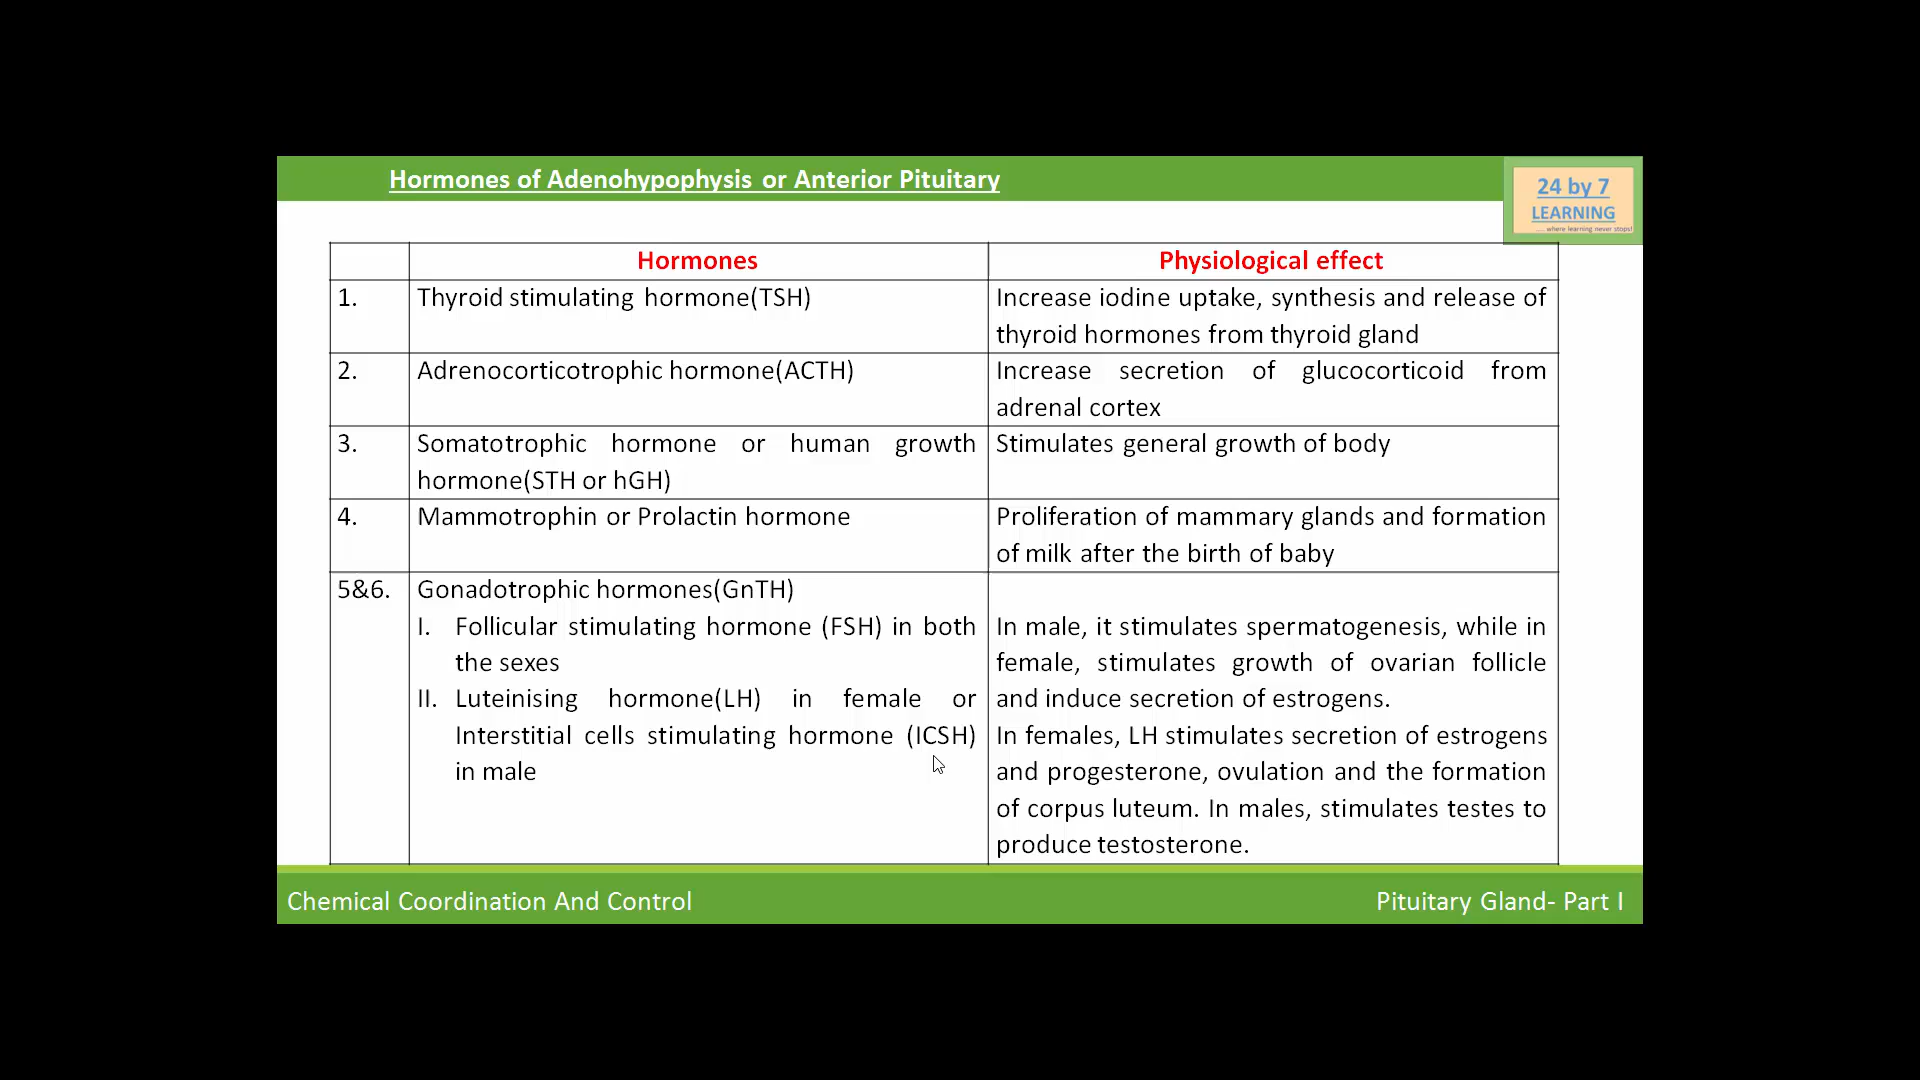 Hormones of Adenohypophysis or Anterior Pituitary
24 by 7
LEARNING
.... where learning never stops!
Hormones
Physiological effect
1.
Thyroid stimulating hormone(TSH)
Increase iodine uptake, synthesis and release of
thyroid hormones from thyroid gland
2.
Adrenocorticotrophic hormone(ACTH)
Increase secretion of glucocorticoid from
adrenal cortex
3.
Somatotrophic hormone or human growth
hormone(STH or hGH)
Stimulates general growth of body
4.
Mammotrophin or Prolactin hormone
Proliferation of mammary glands and formation
of milk after the birth of baby
5&6.
Gonadotrophic hormones(GnTH)
I. Follicular stimulating hormone (FSH) in both
the sexes
II. Luteinising hormone(LH) in female or
Interstitial cells stimulating hormone (ICSH)
in male
In male, it stimulates spermatogenesis, while in
female, stimulates growth of ovarian follicle
and induce secretion of estrogens.
In females, LH stimulates secretion of estrogens
and progesterone, ovulation and the formation
of corpus luteum. In males, stimulates testes to
produce testosterone.
Chemical Coordination And Control
Pituitary Gland- Part I